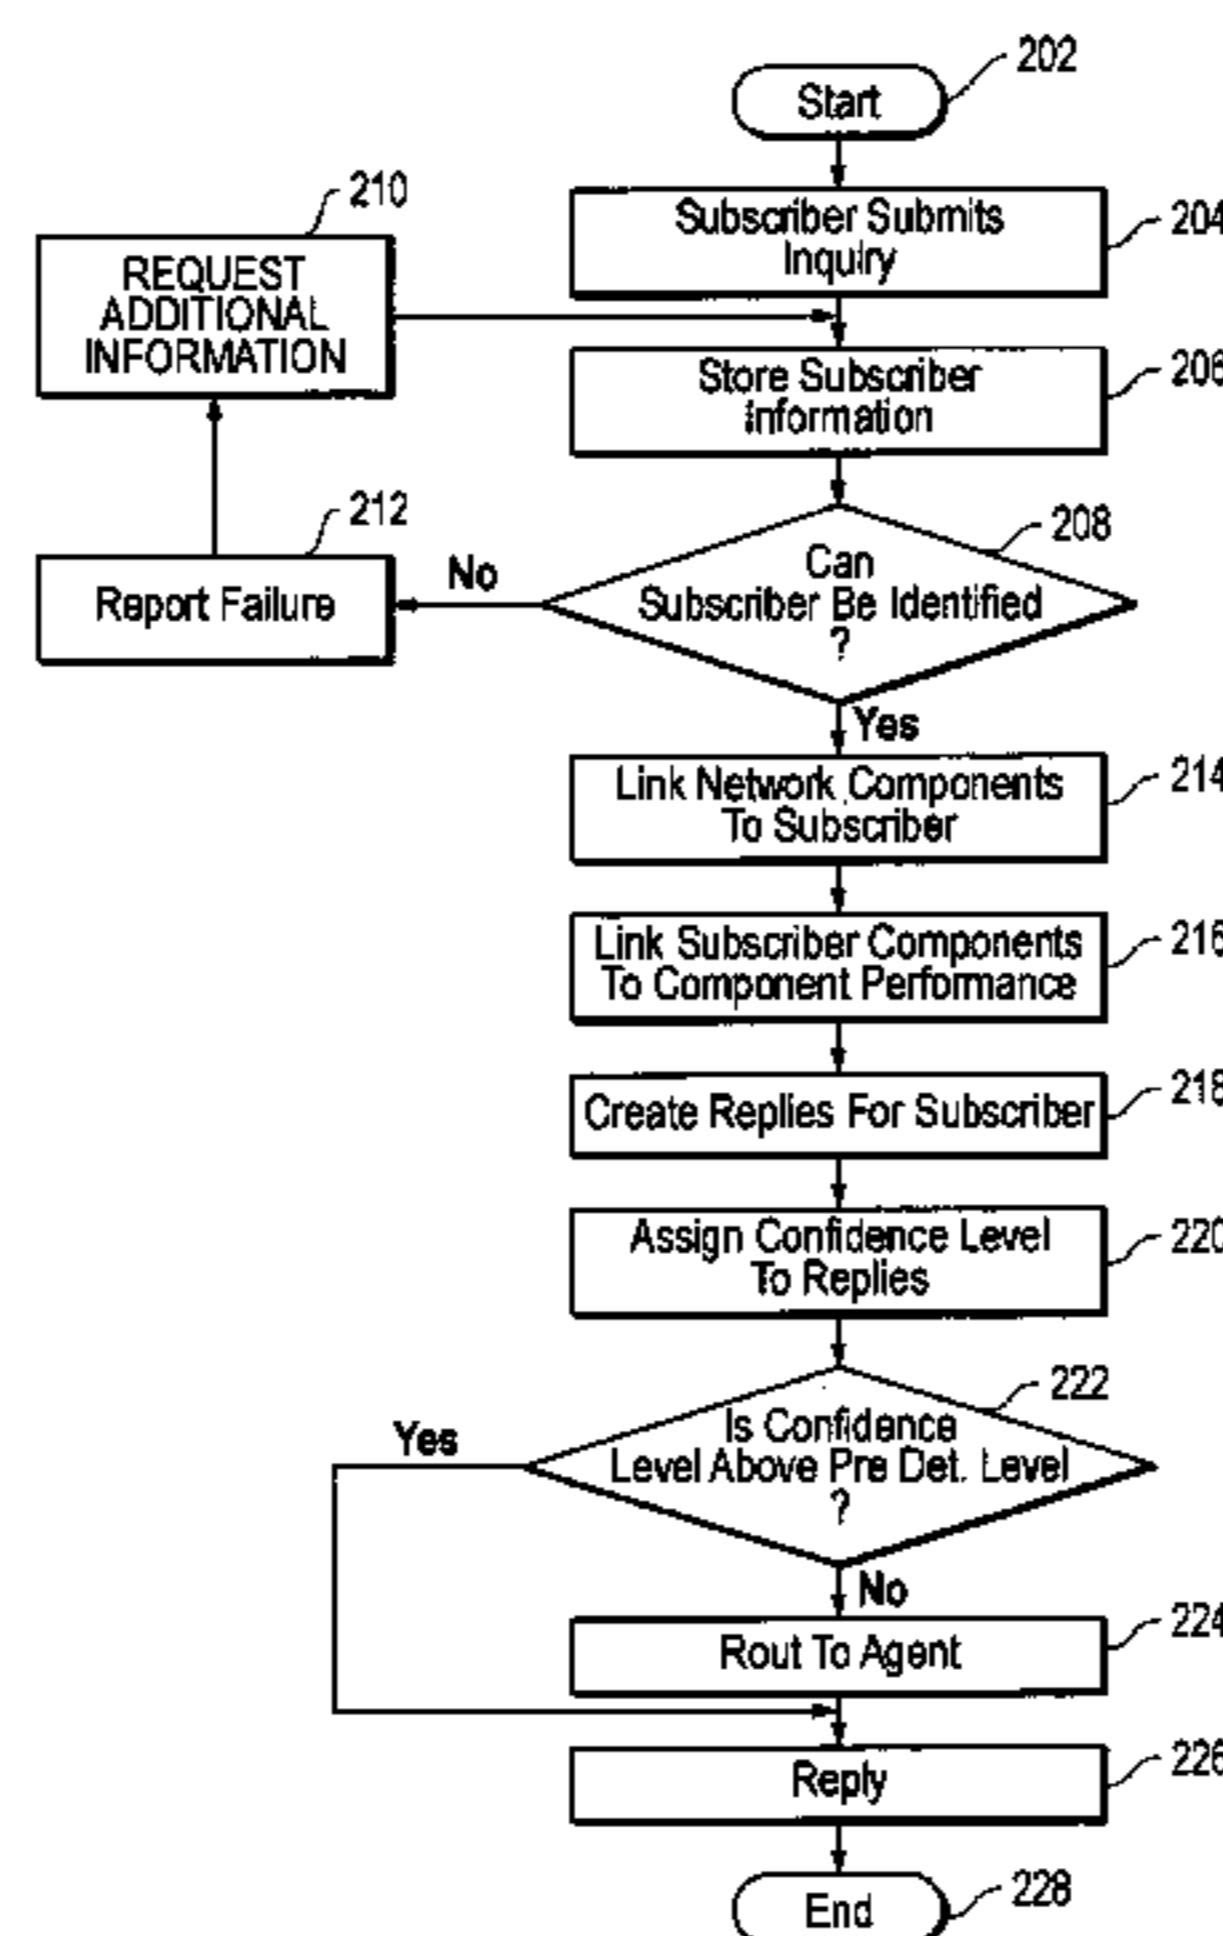 202
Start
204
Subscriber Submits
Inquiry
210
REQUEST
ADDITIONAL
INFORMATION
206
Store Subscriber
Information
212
Report Failure
No
208
Can
Subscriber Be Identified
?
Yes
214
Link Network Components
To Subscriber
216
Link Subscriber Components
To Component Performance
218
Create Replies For Subscriber
220
Assign Confidence Level
To Replies
222
Is Confidence
Level Above Pre Det. Level
?
Yes
No
224
Rout To Agent
226
Reply
228
End